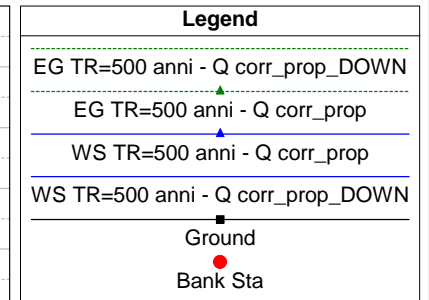 Legend
EG TR=500 anni - Q corr_prop_DOWN
EG TR=500 anni - Q corr_prop
WS TR=500 anni - Q corr_prop
WS TR=500 anni - Q corr_prop_DOWN
Ground
Bank Sta